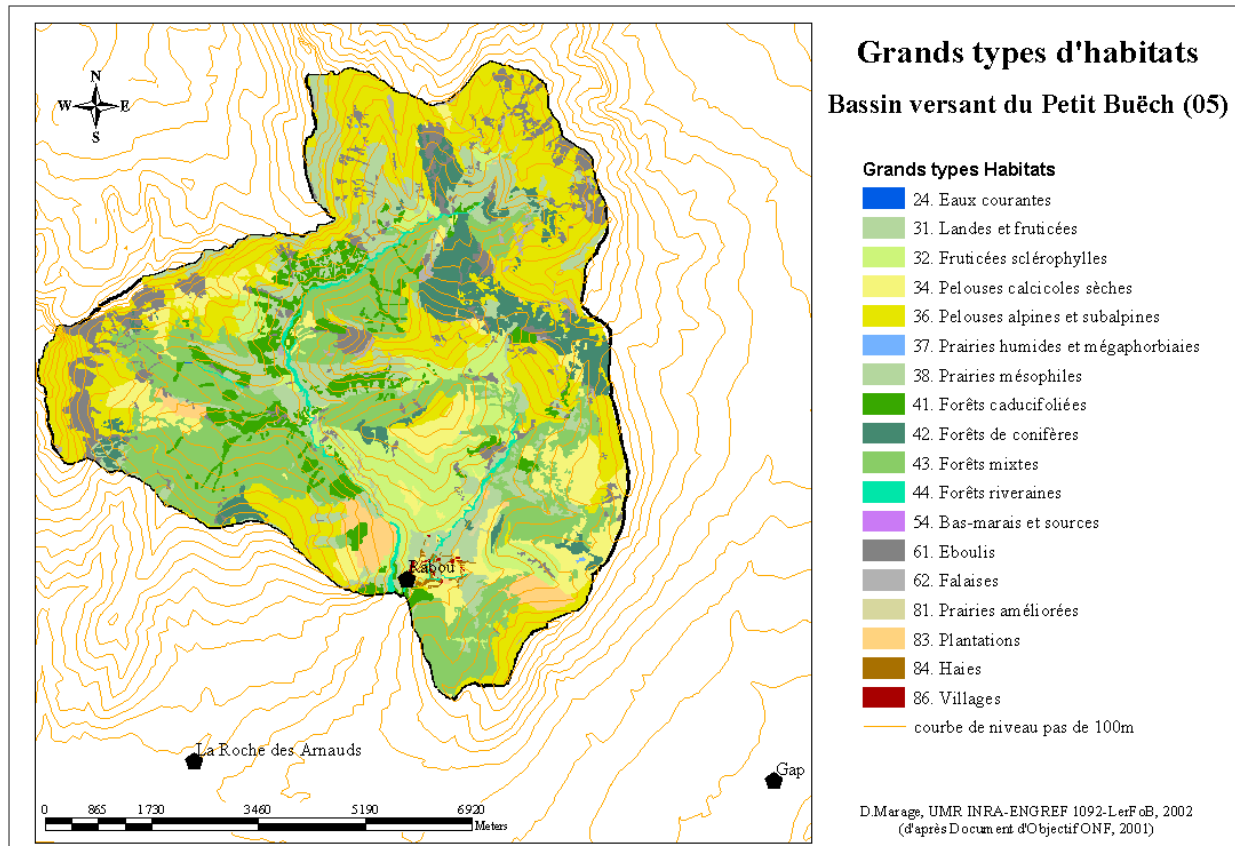 Grands types d'habitats
Bassin versant du Petit Buëch (05)
N
W E
S
Grands types Habitats
24. Eaux courantes
31. Landes et fruticées
32. Fruticées sclérophylles
34. Pelouses calcicoles sèches
36. Pelouses alpines et subalpines
37. Prairies humides et mégaphorbiaies
38. Prairies mésophiles
41. Forêts caducifoliées
42. Forêts de conifères
43. Forêts mixtes
44. Forêts riveraines
54. Bas-marais et sources
61. Eboulis
62. Falaises
81. Prairies améliorées
83. Plantations
84. Haies
86. Villages
courbe de niveau pas de 100m
Rabou
La Roche des Arnauds
Gap
0 865 1730 3460 5190 6920
Meters
D.Marage, UMR INRA-ENGREF 1092-LerFoB, 2002
(d'après Document d'Objectif ONF, 2001)